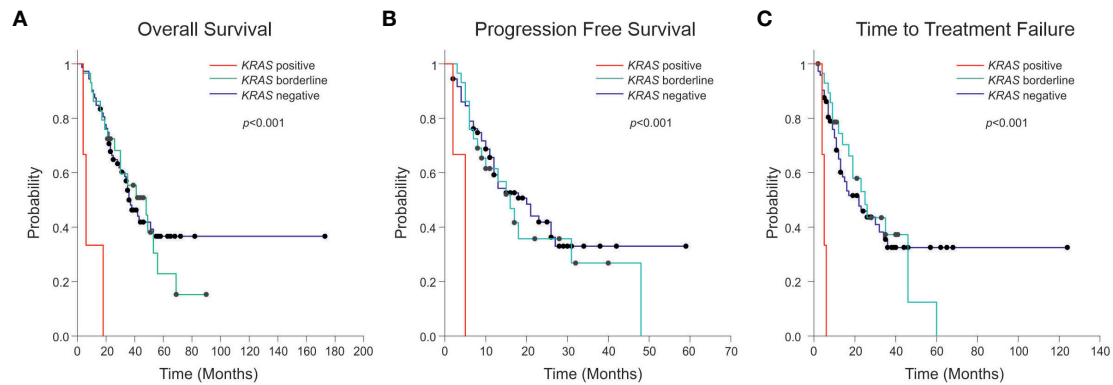 A
Overall Survival
KRAS positive
KRAS borderline
KRAS negative
p<0.001
Probability
1
0.8
0.6
0.4
0.2
0.0
0 20 40 60 80 100 120 140 160 180 200
Time (Months)
B
Progression Free Survival
KRAS positive
KRAS borderline
KRAS negative
p<0.001
Probability
1
0.8
0.6
0.4
0.2
0.0
0 10 20 30 40 50 60 70
Time (Months)
C
Time to Treatment Failure
KRAS positive
KRAS borderline
KRAS negative
p<0.001
Probability
1
0.8
0.6
0.4
0.2
0.0
0 20 40 60 80 100 120 140
Time (Months)